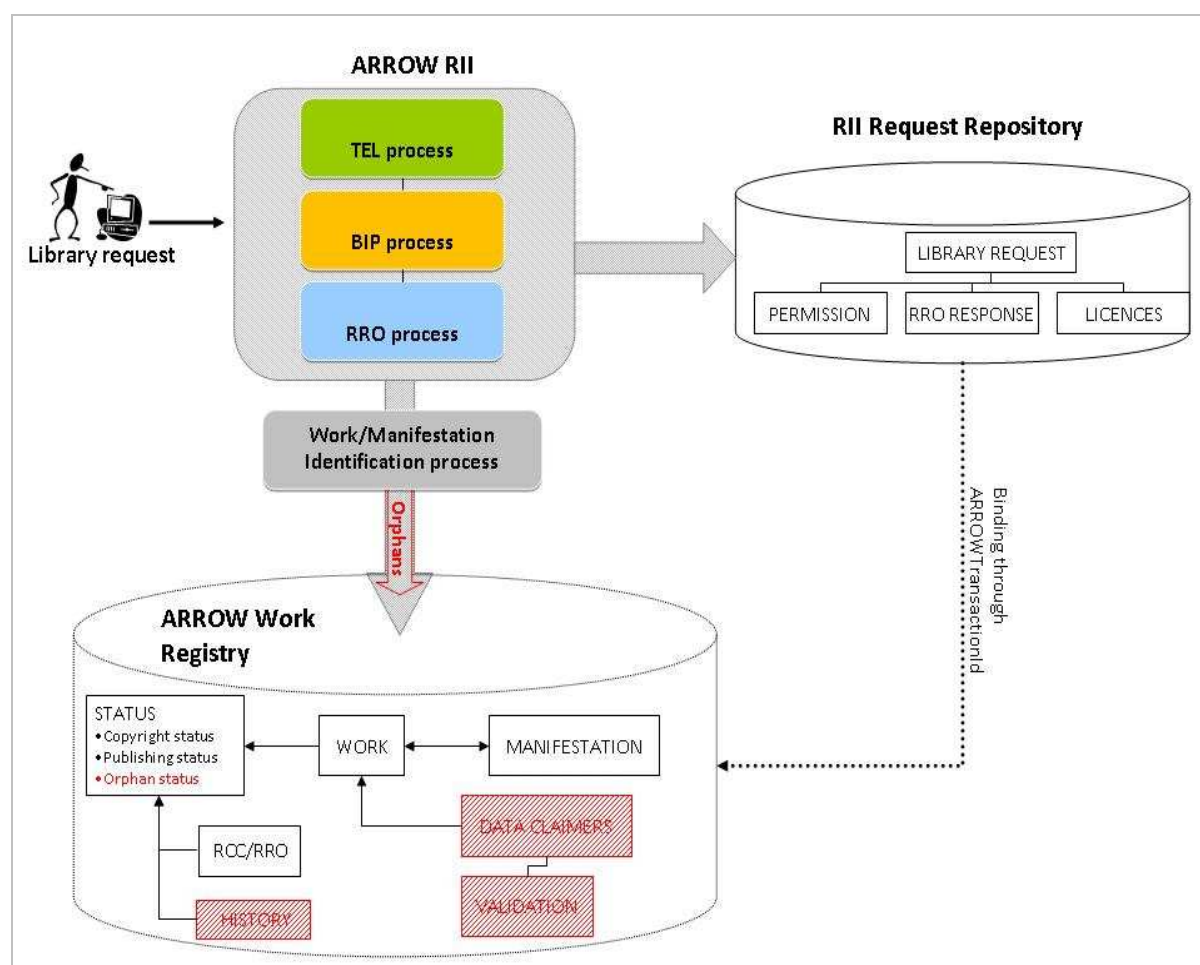 ARROW RII
TEL process
BIP process
RRO process
Library request
RII Request Repository
LIBRARY REQUEST
PERMISSION
RRO RESPONSE
LICENCES
Work/Manifestation
Identification process
Orphans
Binding through
ARROWTransactionId
ARROW Work
Registry
STATUS
•Copyright status
•Publishing status
•Orphan status
WORK
MANIFESTATION
DATA CLAIMERS
ROC/RRO
VALIDATION
HISTORY